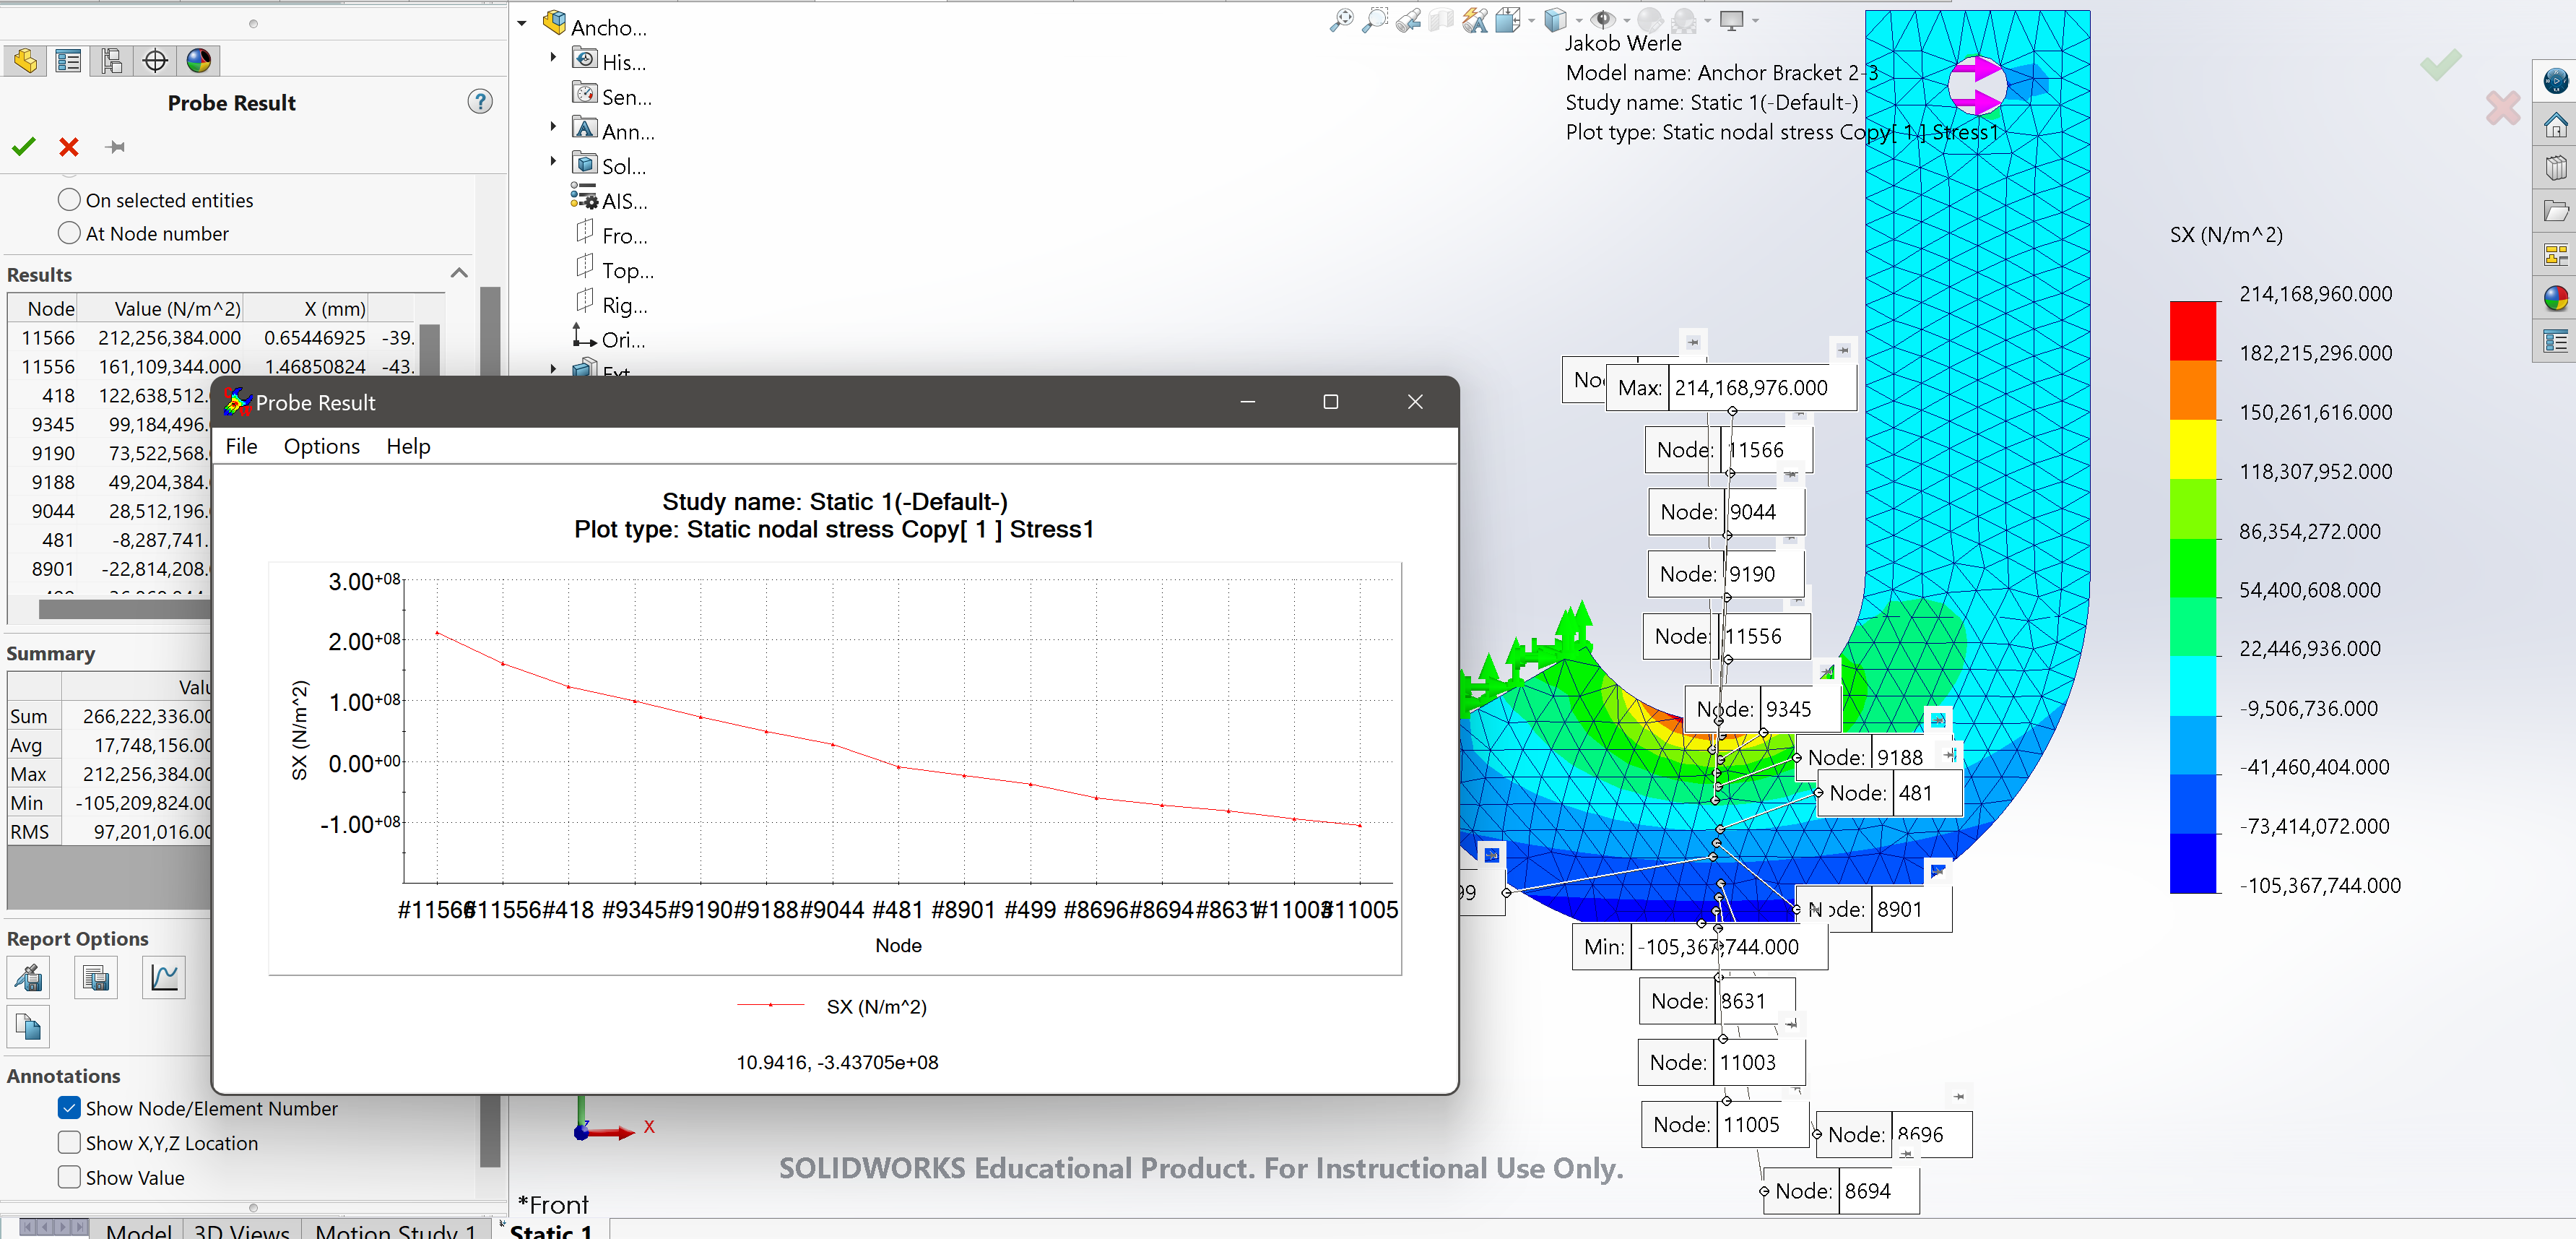 Probe Result
On selected entities
At Node number
Results
Node Value (N/m^2) X (mm)
11566 212,256,384.000 0.65446925 -39.
11556 161,109,344.000 1.46850824 -43.
418 122,638,512.
9345 99,184,496.
9190 73,522,568.
9188 49,204,384.
9044 28,512,196.
481 -8,287,741.
8901 -22,814,208.
Summary
Valu
Sum 266,222,336.00
Avg 17,748,156.00
Max 212,256,384.00
Min -105,209,824.00
RMS 97,201,016.00
Report Options
Annotations
Show Node/Element Number
Show X,Y,Z Location
Show Value
Model 3D Views Motion Study 1 Static 1
Ancho...
His...
Sen...
Ann...
Sol...
AIS...
Fro...
Top...
Rig...
Ori...
Ext
Probe Result
File Options Help
Study name: Static 1(-Default-)
Plot type: Static nodal stress Copy[ 1 ] Stress1
SX (N/m^2)
3.00+08
2.00+08
1.00+08
0.00+00
-1.00+08
#11566 #11556 #418 #9345 #9190 #9188 #9044 #481 #8901 #499 #8696 #8694 #8631 #11003 #11005
Node
SX (N/m^2)
10.9416, -3.43705e+08
Jakob Werle
Model name: Anchor Bracket 2-3
Study name: Static 1(-Default-)
Plot type: Static nodal stress Copy[ 1 ] Stress1
Max: 214,168,976.000
Node: 11566
Node: 9044
Node: 9190
Node: 11556
Node: 9345
Node: 9188
Node: 481
99
Node: 8901
Min: -105,367,744.000
Node: 8631
Node: 11003
Node: 11005
Node: 8696
Node: 8694
SX (N/m^2)
214,168,960.000
182,215,296.000
150,261,616.000
118,307,952.000
86,354,272.000
54,400,608.000
22,446,936.000
-9,506,736.000
-41,460,404.000
-73,414,072.000
-105,367,744.000
X
SOLIDWORKS Educational Product. For Instructional Use Only.
*Front